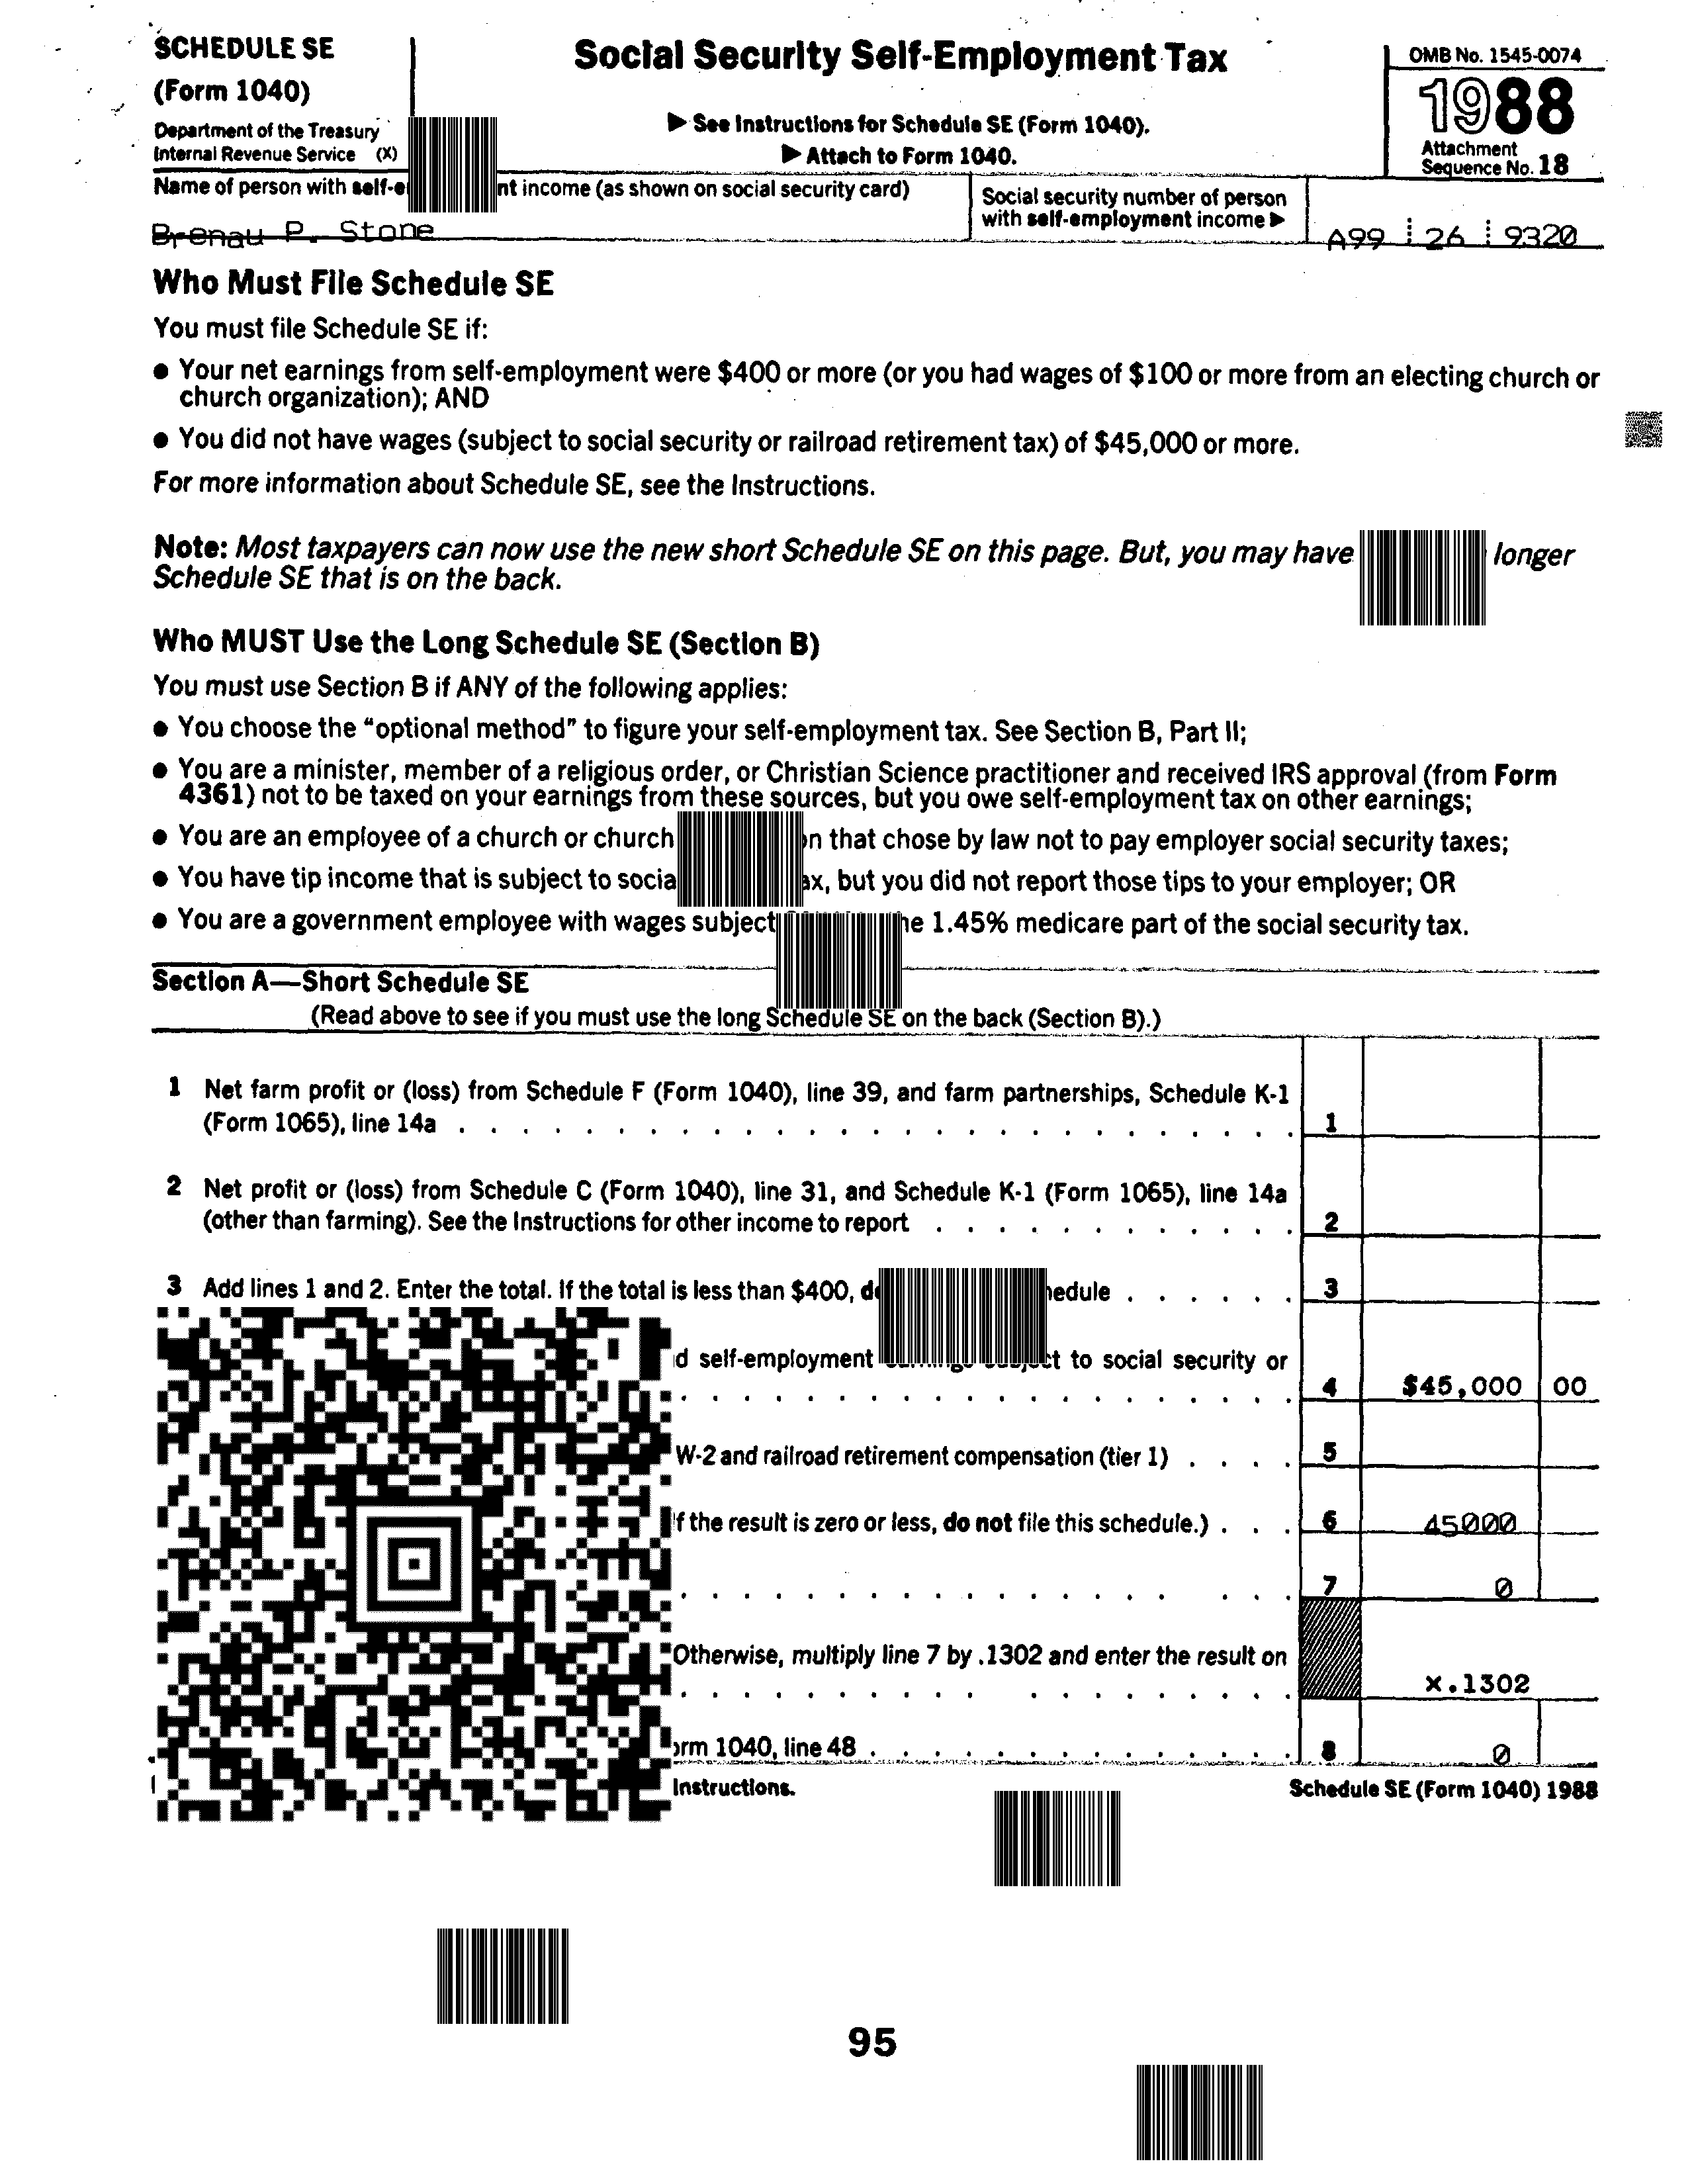 SCHEDULE SE
(Form 1040)
Department of the Treasury
Internal Revenue Service (X)
Social Security Self-Employment Tax
▶ See Instructions for Schedule SE (Form 1040).
▶ Attach to Form 1040.
OMB No. 1545-0074
1988
Attachment
Sequence No. 18
Name of person with income (as shown on social security card)
Brenau P. Stone
Social security number of person
with self-employment income ▶
A99 26 9320
Who Must File Schedule SE
You must file Schedule SE if:
● Your net earnings from self-employment were $400 or more (or you had wages of $100 or more from an electing church or
church organization); AND
● You did not have wages (subject to social security or railroad retirement tax) of $45,000 or more.
For more information about Schedule SE, see the Instructions.
Note: Most taxpayers can now use the new short Schedule SE on this page. But, you may have longer
Schedule SE that is on the back.
Who MUST Use the Long Schedule SE (Section B)
You must use Section B if ANY of the following applies:
● You choose the “optional method” to figure your self-employment tax. See Section B, Part II;
● You are a minister, member of a religious order, or Christian Science practitioner and received IRS approval (from Form
4361) not to be taxed on your earnings from these sources, but you owe self-employment tax on other earnings;
● You are an employee of a church or church that chose by law not to pay employer social security taxes;
● You have tip income that is subject to but you did not report those tips to your employer; OR
● You are a government employee with wages subject 1.45% medicare part of the social security tax.
Section A—Short Schedule SE
(Read above to see if you must use the long Schedule SE on the back (Section B).)
1 Net farm profit or (loss) from Schedule F (Form 1040), line 39, and farm partnerships, Schedule K-1
(Form 1065), line 14a . . . . . . . . . . . . . . . . . . . . . . . . . . . 1
2 Net profit or (loss) from Schedule C (Form 1040), line 31, and Schedule K-1 (Form 1065), line 14a
(other than farming). See the Instructions for other income to report . . . . . . . . . . . . 2
3 Add lines 1 and 2. Enter the total. If the total is less than $400, . . . . . . 3
self-employment to social security or
. . . . . . . . . . . . . . . . . . . . 4 $45,000 00
W-2 and railroad retirement compensation (tier 1) . . . . 5
the result is zero or less, do not file this schedule.) . . . 6 45000
. . . . . . . . . . . . . . . . . . . 7 0
Otherwise, multiply line 7 by .1302 and enter the result on
. . . . . . . . . . . . . . . . . . . x.1302
1040, line 48 . . . . . . . . . . . . . . 8 0
Instructions.
Schedule SE (Form 1040) 1988
95